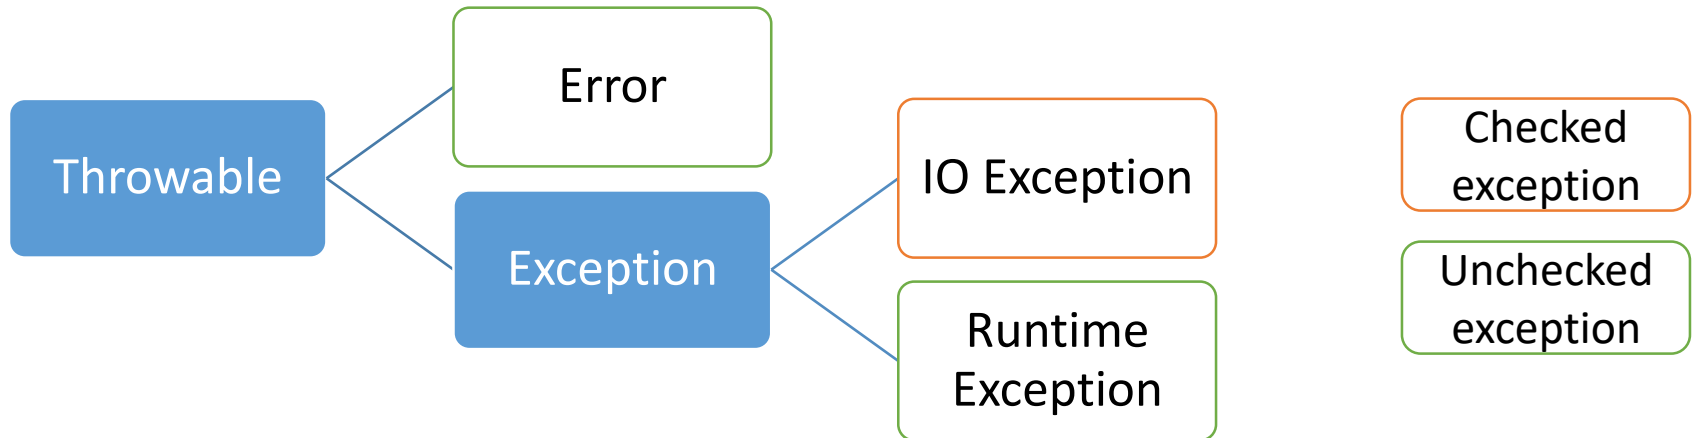 Throwable
Error
Exception
IO Exception
Runtime
Exception
Checked
exception
Unchecked
exception